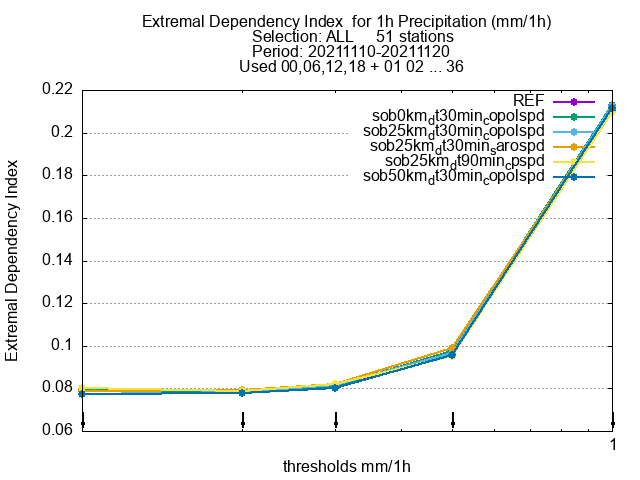 Extremal Dependency Index  for 1h Precipitation (mm/1h)
Selection: ALL     51 stations
Period: 20211110-20211120
Used 00,06,12,18 + 01 02 ... 36
REF
sob0km_dt30min_copolspd
sob25km_dt30min_copolspd
sob25km_dt30min_sarospd
sob25km_dt90min_cpspd
sob50km_dt30min_copolspd
0.22
0.2
0.18
0.16
0.14
0.12
0.1
0.08
0.06
Extremal Dependency Index
1
thresholds mm/1h